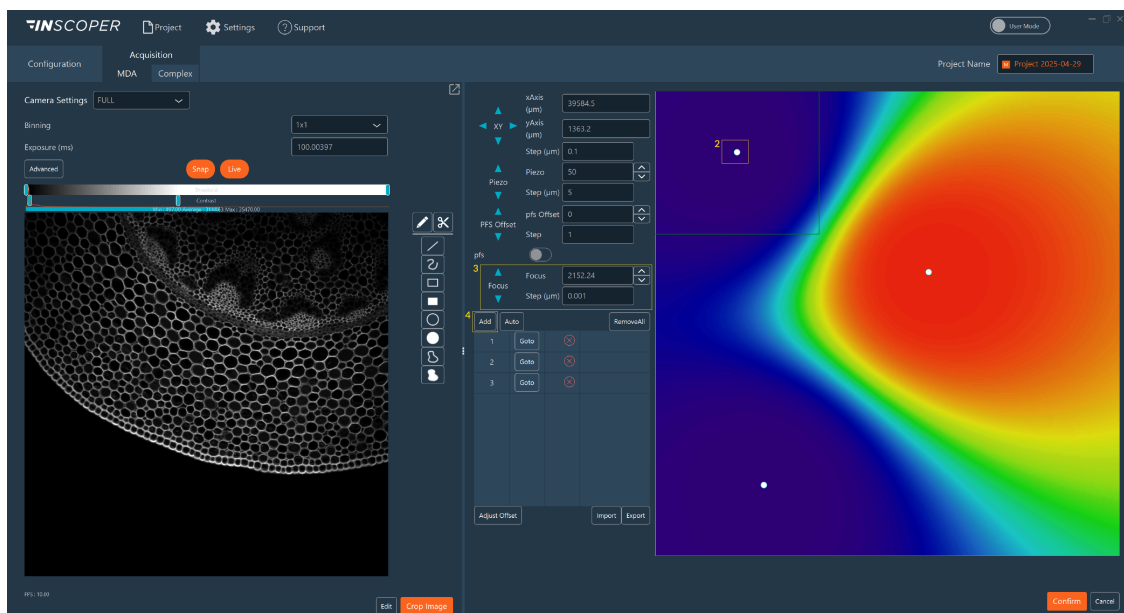 INSCOPER
Project
Settings
Support
User Mode
Configuration
Acquisition
MDA
Complex
Project Name
M Project 2025-04-29
Camera Settings
FULL
Binning
1x1
Exposure (ms)
100.00397
Advanced
Snap
Live
Contrast
FPS : 10.00
Edit
Crop Image
xAxis
(μm)
39584.5
XY
yAxis
(μm)
1363.2
Step (μm)
0.1
Piezo
Piezo
50
Step (μm)
5
PFS Offset
pfs Offset
0
Step
1
pfs
3
Focus
Focus
2152.24
Step (μm)
0.001
4
Add
Auto
RemoveAll
1
Goto
2
Goto
3
Goto
Adjust Offset
Import
Export
2
Confirm
Cancel